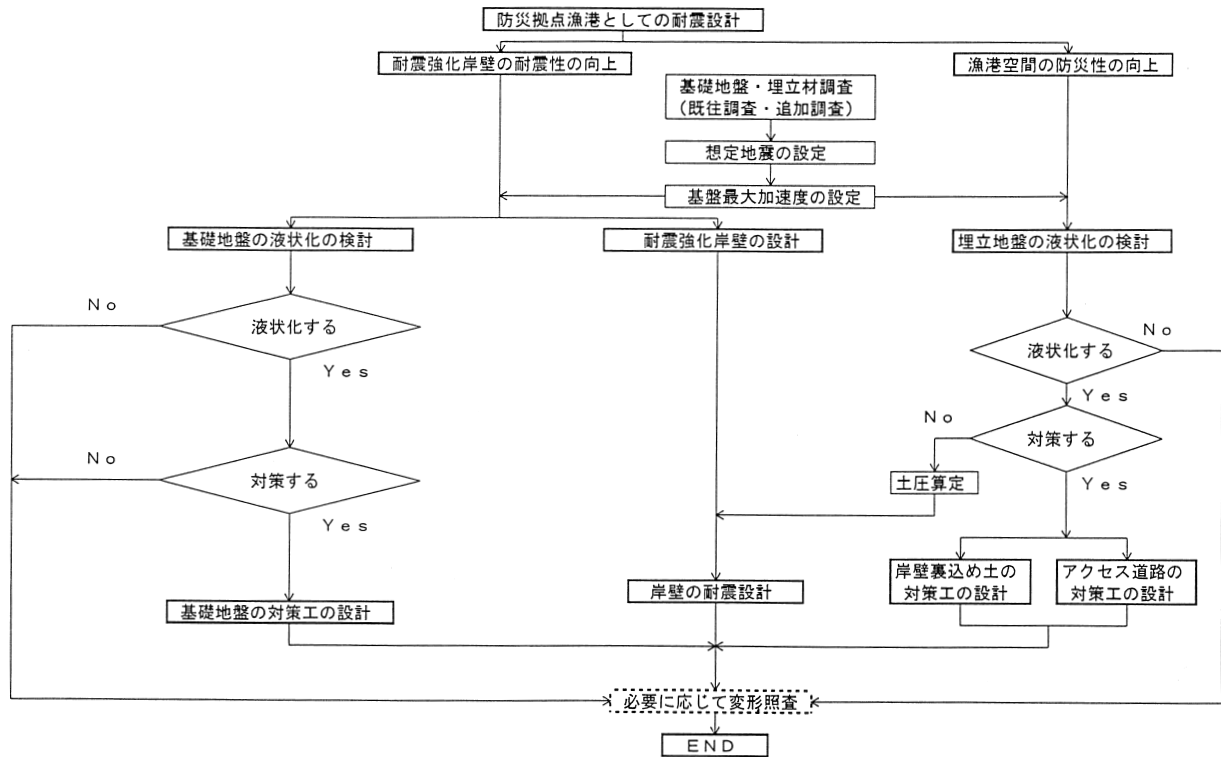 防災拠点漁港としての耐震設計
耐震強化岸壁の耐震性の向上
漁港空間の防災性の向上
基礎地盤・埋立材調査
(既往調査・追加調査)
想定地震の設定
基盤最大加速度の設定
基礎地盤の液状化の検討
耐震強化岸壁の設計
埋立地盤の液状化の検討
No
液状化する
Yes
No
液状化する
Yes
No
対策する
Yes
No
対策する
Yes
土圧算定
岸壁裏込め土の
対策工の設計
アクセス道路の
対策工の設計
基礎地盤の対策工の設計
岸壁の耐震設計
必要に応じて変形照査
END